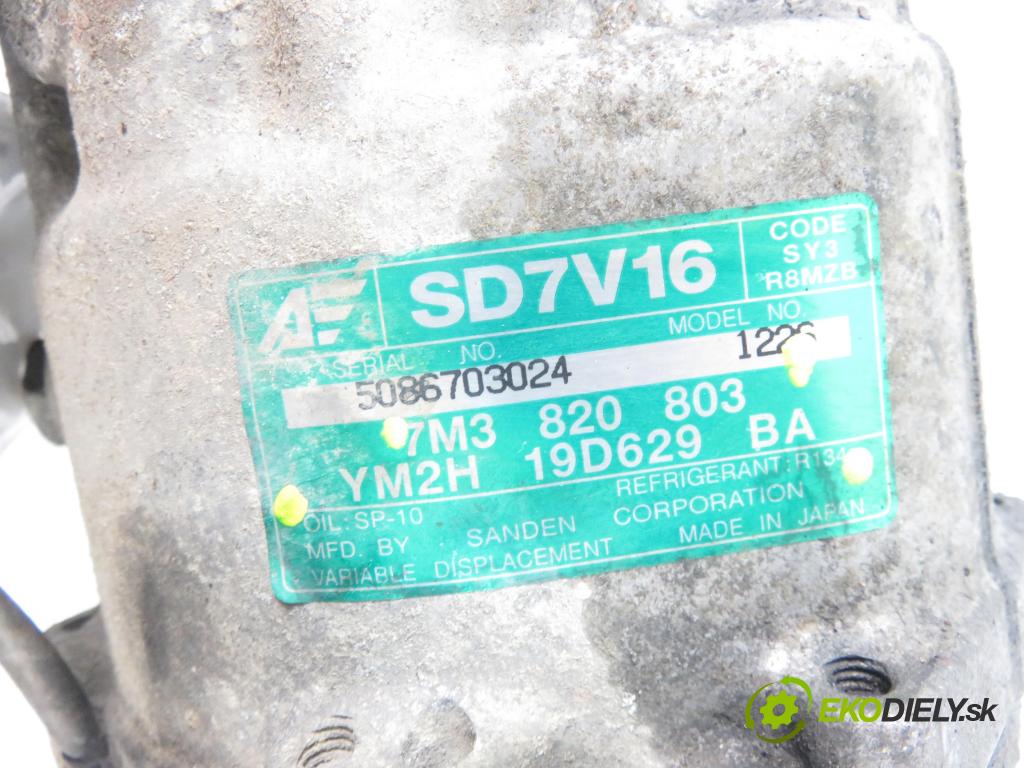 AE SD7V16 CODE SY3 R8MZB
SERIAL NO. MODEL NO.
5086703024
7M3 820 803
YM2H 19D629 BA
OIL: SP-10 REFRIGERANT: R134
MFD. BY SANDEN CORPORATION
VARIABLE DISPLACEMENT MADE IN JAPAN
EKODIELY.sk